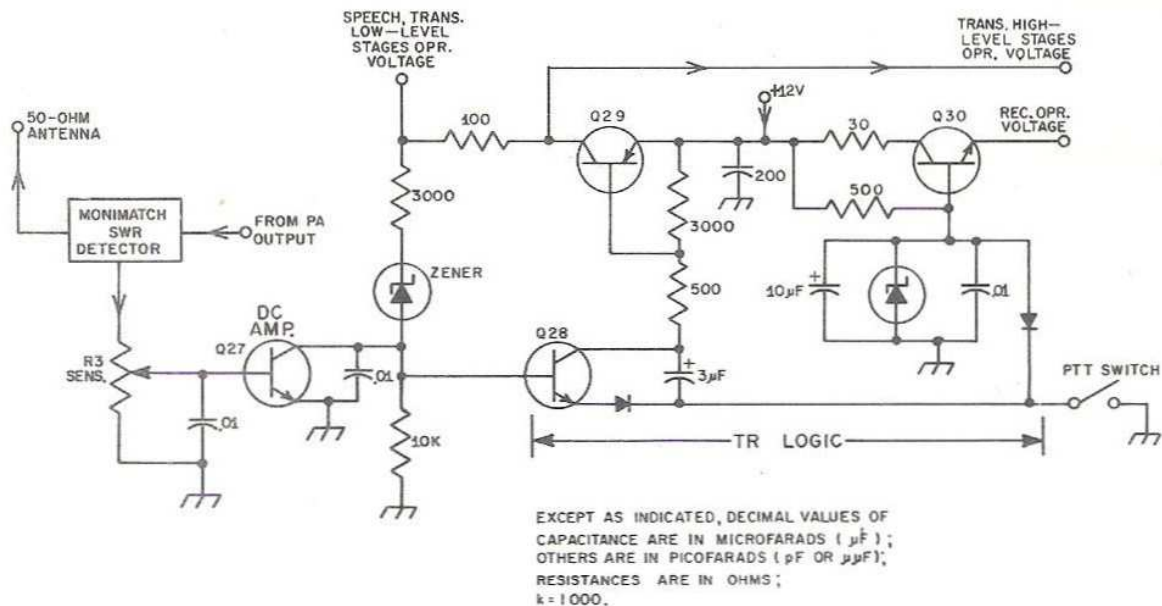 SPEECH, TRANS.
LOW-LEVEL
STAGES OPR.
VOLTAGE
TRANS. HIGH-
LEVEL STAGES
OPR. VOLTAGE
50-OHM
ANTENNA
100
Q29
+12V
30
Q30
REC. OPR.
VOLTAGE
3000
200
500
3000
MONIMATCH
SWR
DETECTOR
FROM PA
OUTPUT
ZENER
500
10µF
.01
DC
AMP.
Q27
Q28
R3
SENS.
.01
3µF
PTT SWITCH
.01
10K
TR LOGIC
EXCEPT AS INDICATED, DECIMAL VALUES OF
CAPACITANCE ARE IN MICROFARADS ( µF ) ;
OTHERS ARE IN PICOFARADS ( pF OR µµF);
RESISTANCES ARE IN OHMS ;
k = 1000.